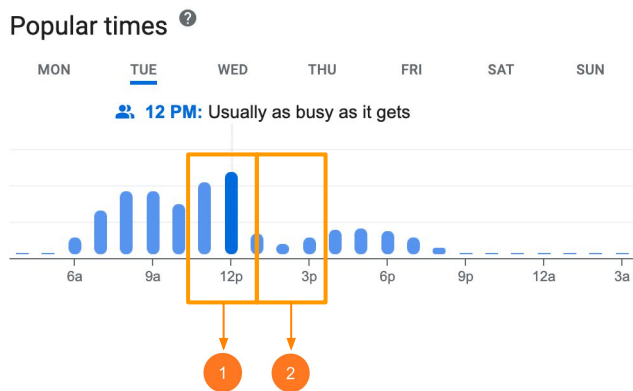 Popular times ?
MON TUE WED THU FRI SAT SUN
12 PM: Usually as busy as it gets
6a 9a 12p 3p 6p 9p 12a 3a
1 2